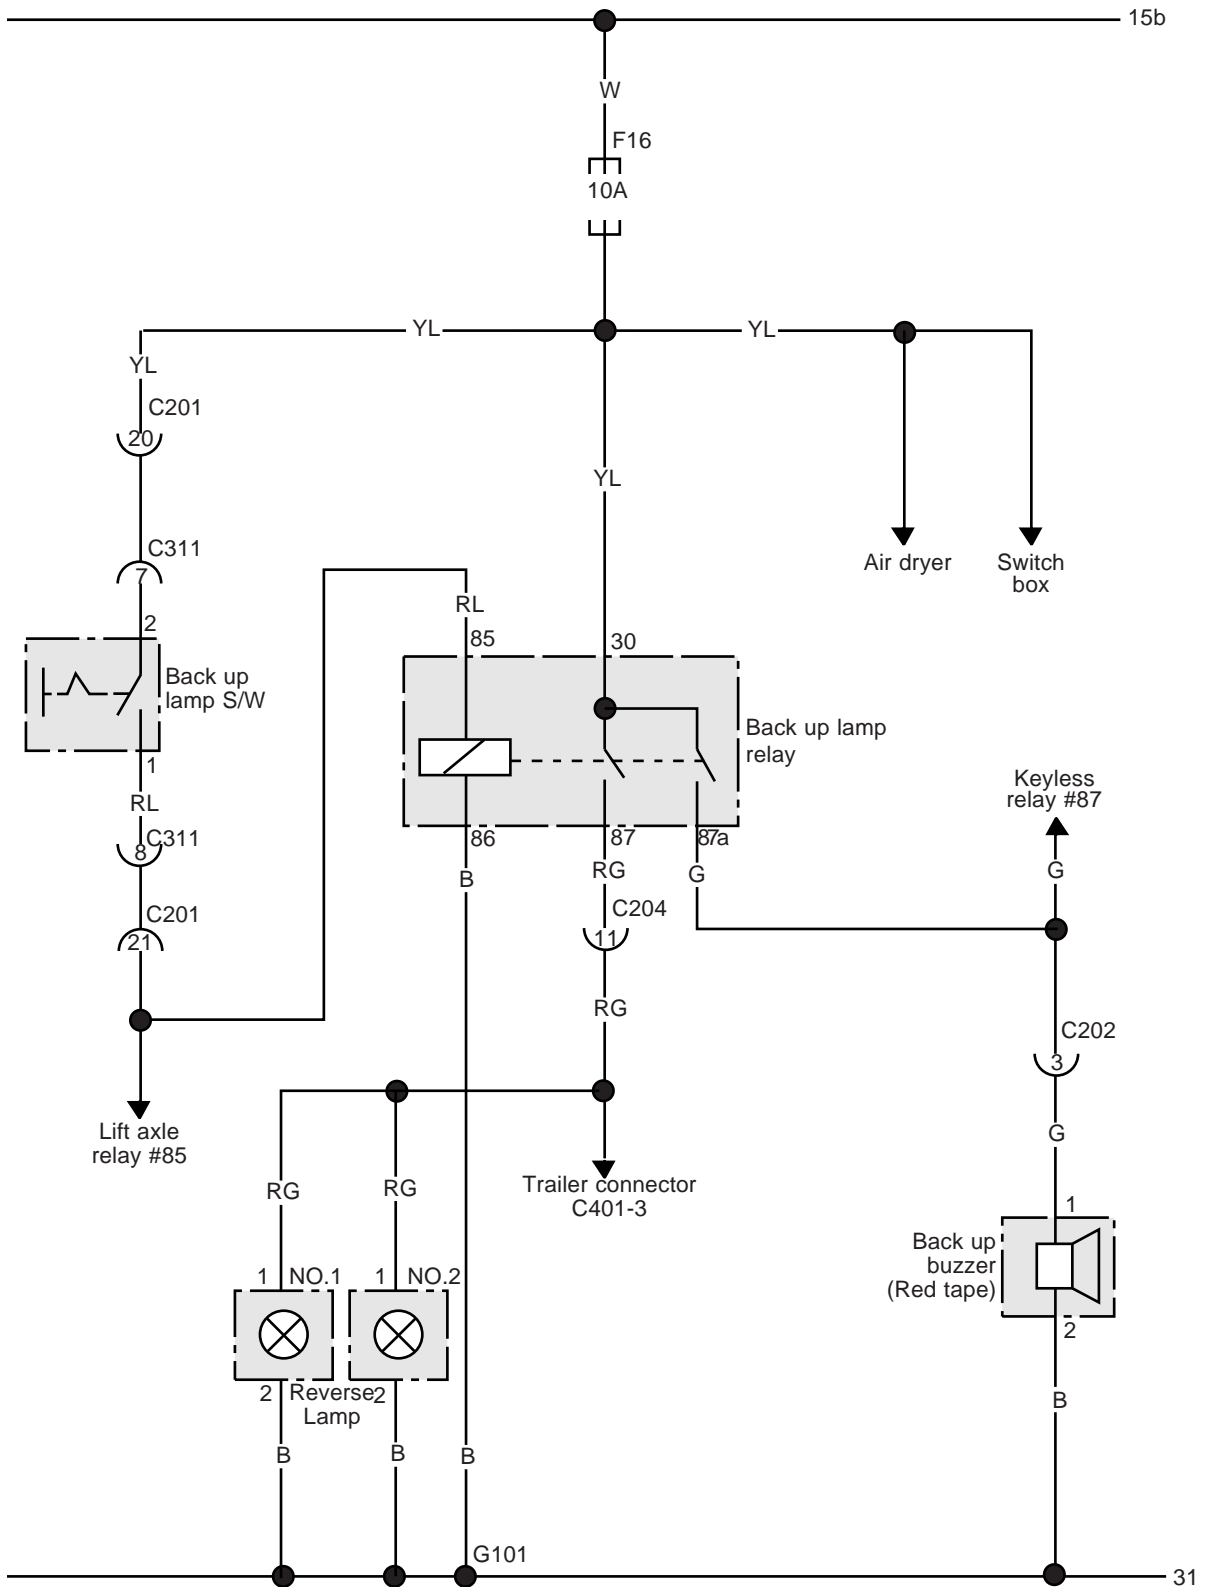 15b
W
F16
10A
YL
YL
YL
C201
20
YL
C311
7
Air dryer
Switch
box
RL
2
85
30
Back up
lamp S/W
Back up lamp
relay
1
Keyless
relay #87
RL
C311
8
86
87
87a
B
RG
G
G
C201
21
C204
11
RG
C202
3
Lift axle
relay #85
G
RG
RG
Trailer connector
C401-3
1
Back up
buzzer
(Red tape)
1
NO.1
1
NO.2
2
2
Reverse
Lamp
2
B
B
B
B
G101
31